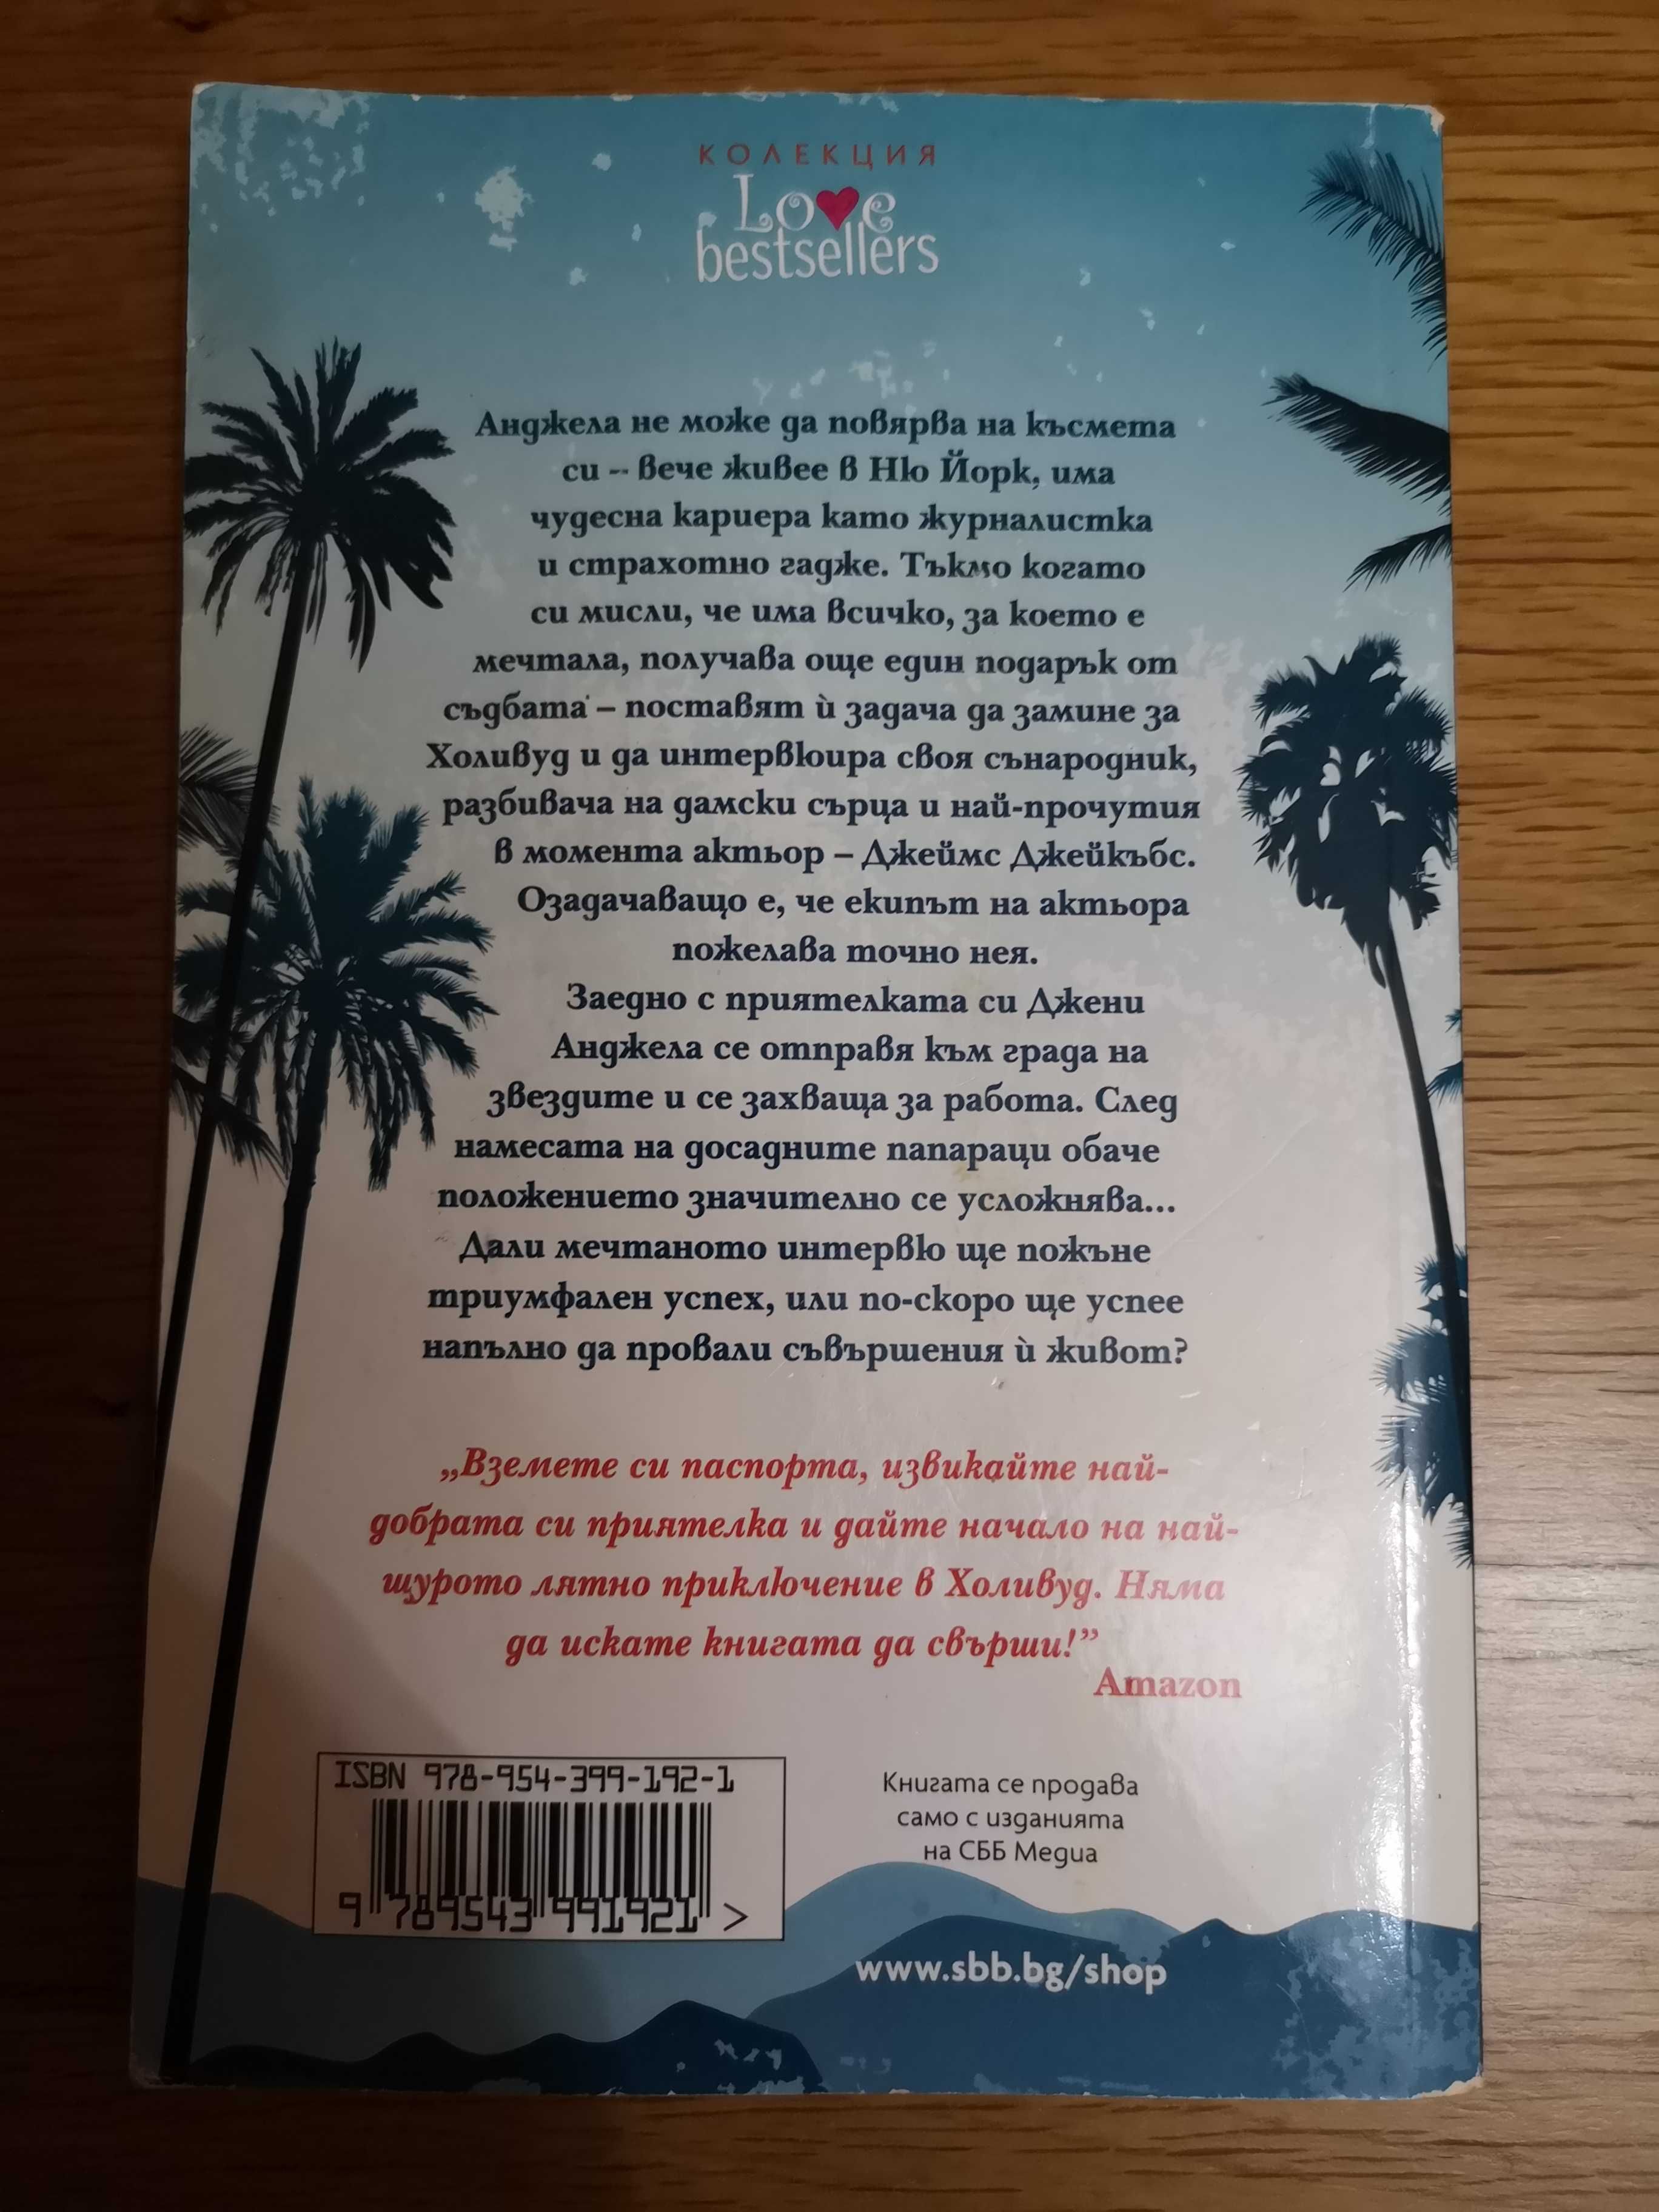 КОЛЕКЦИЯ
Love
bestsellers
Анджела не може да повярва на късмета
си – вече живее в Ню Йорк, има
чудесна кариера като журналистка
и страхотно гадже. Тъкмо когато
си мисли, че има всичко, за което е
мечтала, получава още един подарък от
съдбата – поставят ѝ задача да замине за
Холивуд и да интервюира своя сънародник,
разбивача на дамски сърца и най-прочутия
в момента актьор – Джеймс Джейкъбс.
Озадачаващо е, че екипът на актьора
пожелава точно нея.
Заедно с приятелката си Джени
Анджела се отправя към града на
звездите и се захваща за работа. След
намесата на досадните папараци обаче
положението значително се усложнява...
Дали мечтаното интервю ще пожъне
триумфален успех, или по-скоро ще успее
напълно да провали съвършения ѝ живот?
„Вземете си паспорта, извикайте най-
добрата си приятелка и дайте начало на най-
щурото лятно приключение в Холивуд. Няма
да искате книгата да свърши!”
Amazon
ISBN 978-954-399-192-1
9 789543 991921 >
Книгата се продава
само с изданията
на СББ Медиа
www.sbb.bg/shop